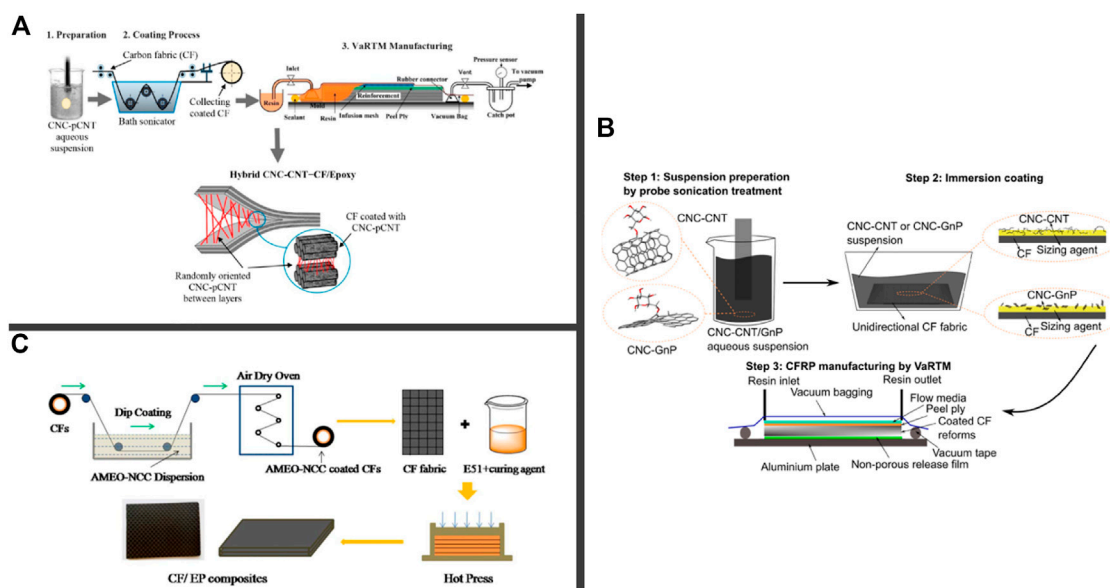 A
1. Preparation
2. Coating Process
Carbon fabric (CF)
CNC-pCNT
aqueous
suspension
Bath sonicator
Collecting
coated CF
3. VaRTM Manufacturing
Pressure sensor
To vacuum
pump
Inlet
Vent
Rubber connector
Resin
Reinforcement
Mold
Sealant
Resin
Infusion mesh
Peel Ply
Vacuum Bag
Catch pot
Hybrid CNC-CNT–CF/Epoxy
CF coated with
CNC-pCNT
Randomly oriented
CNC-pCNT
between layers
B
Step 1: Suspension preperation
by probe sonication treatment
CNC-CNT
CNC-GnP
CNC-CNT/GnP
aqueous suspension
Step 2: Immersion coating
CNC-CNT or CNC-GnP
suspension
Unidirectional CF fabric
CNC-CNT
CF
Sizing agent
CNC-GnP
CF
Sizing agent
Step 3: CFRP manufacturing by VaRTM
Resin inlet
Resin outlet
Vacuum bagging
Flow media
Peel ply
Coated CF
reforms
Vacuum tape
Aluminium plate
Non-porous release film
C
CFs
Dip Coating
AMEO-NCC Dispersion
Air Dry Oven
AMEO-NCC coated CFs
CF fabric
+
E51+curing agent
Hot Press
CF/ EP composites